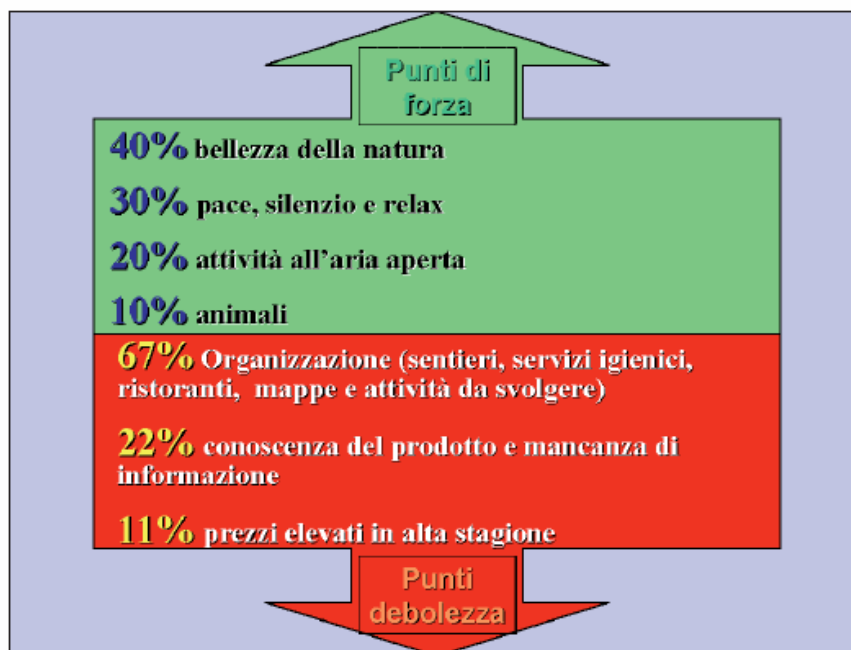 Punti di
forza
40% bellezza della natura
30% pace, silenzio e relax
20% attività all'aria aperta
10% animali
67% Organizzazione (sentieri, servizi igienici,
ristoranti, mappe e attività da svolgere)
22% conoscenza del prodotto e mancanza di
informazione
11% prezzi elevati in alta stagione
Punti
debolezza